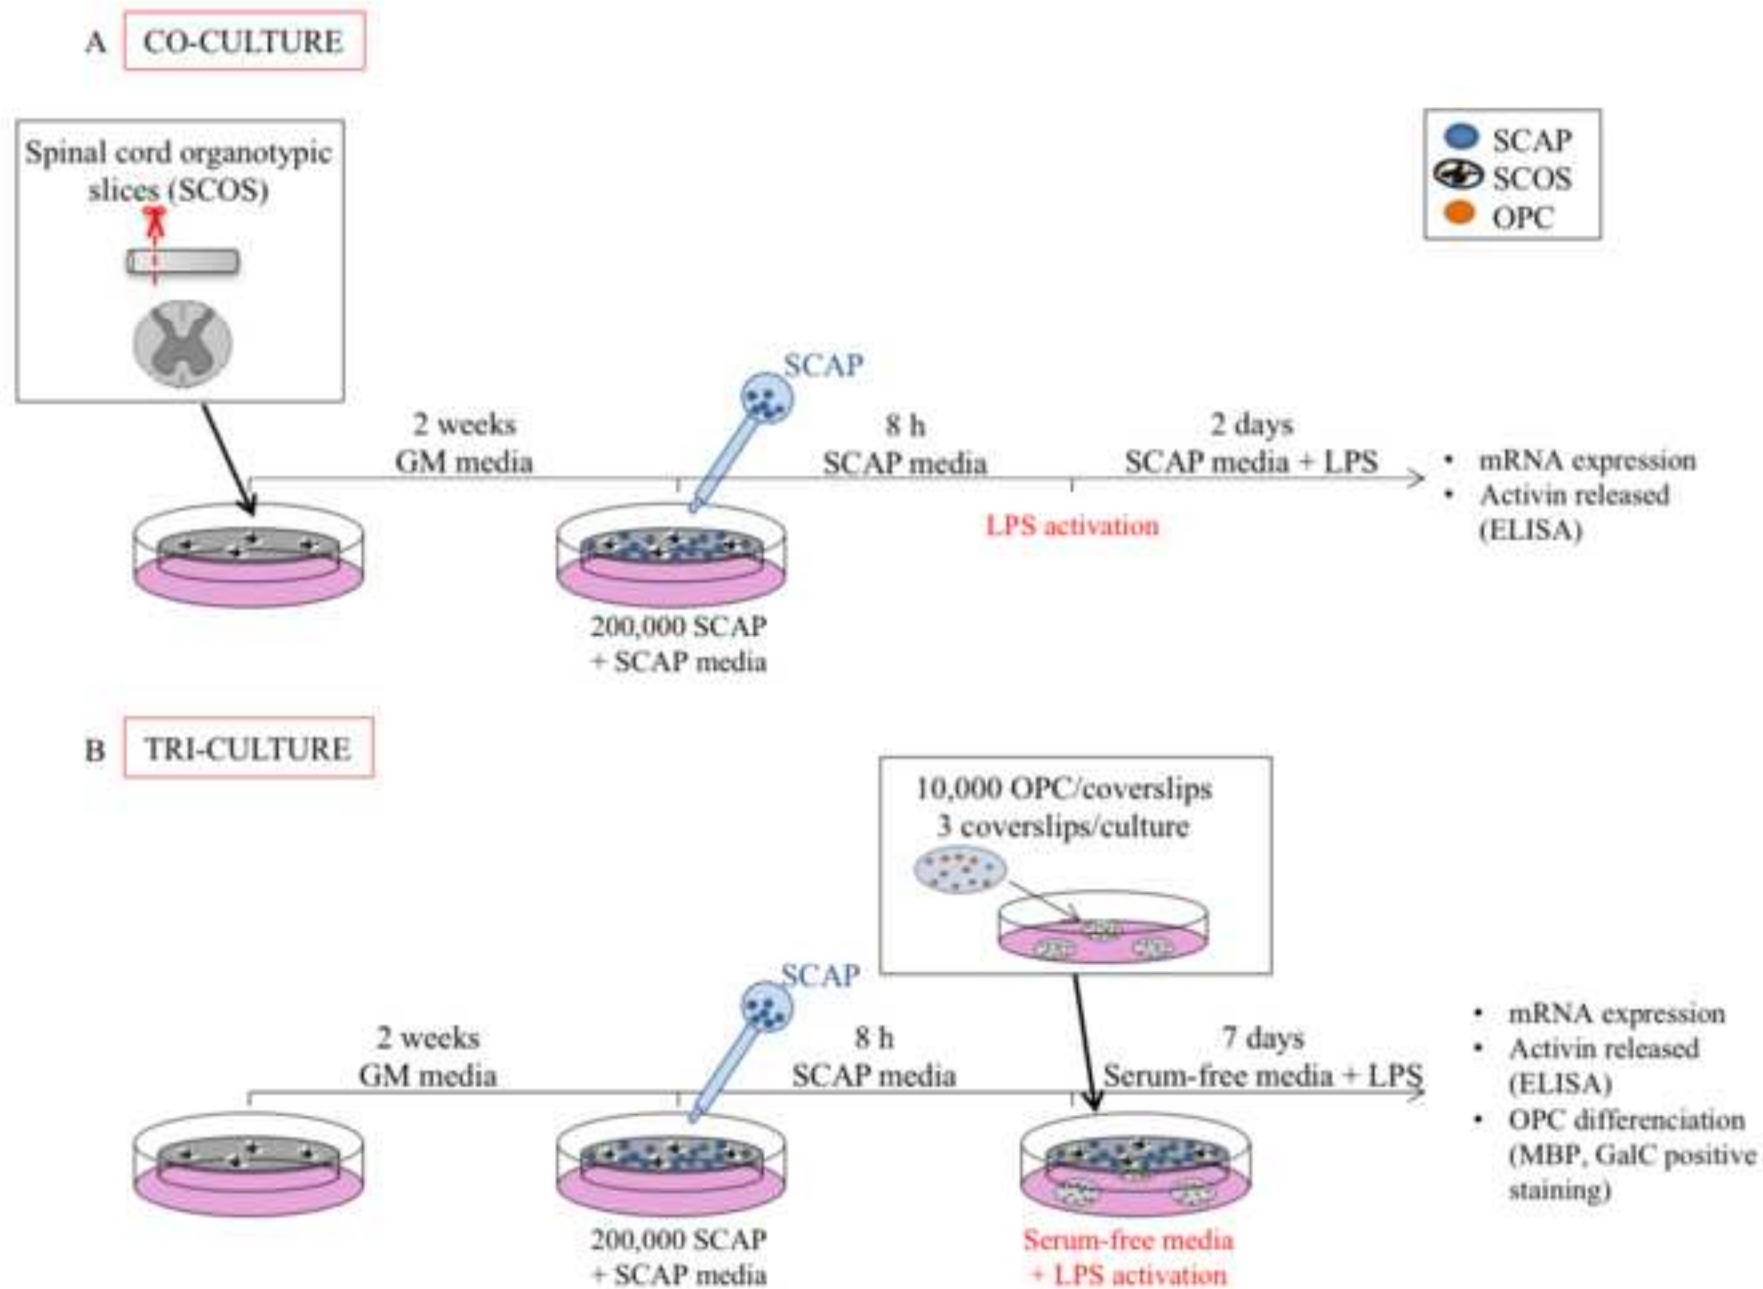 A CO-CULTURE
Spinal cord organotypic
slices (SCOS)
SCAP
SCOS
OPC
SCAP
2 weeks
GM media
8 h
SCAP media
2 days
SCAP media + LPS
• mRNA expression
• Activin released
(ELISA)
LPS activation
200,000 SCAP
+ SCAP media
B TRI-CULTURE
10,000 OPC/coverslips
3 coverslips/culture
SCAP
2 weeks
GM media
8 h
SCAP media
7 days
Serum-free media + LPS
• mRNA expression
• Activin released
(ELISA)
• OPC differenciation
(MBP, GalC positive
staining)
200,000 SCAP
+ SCAP media
Serum-free media
+ LPS activation